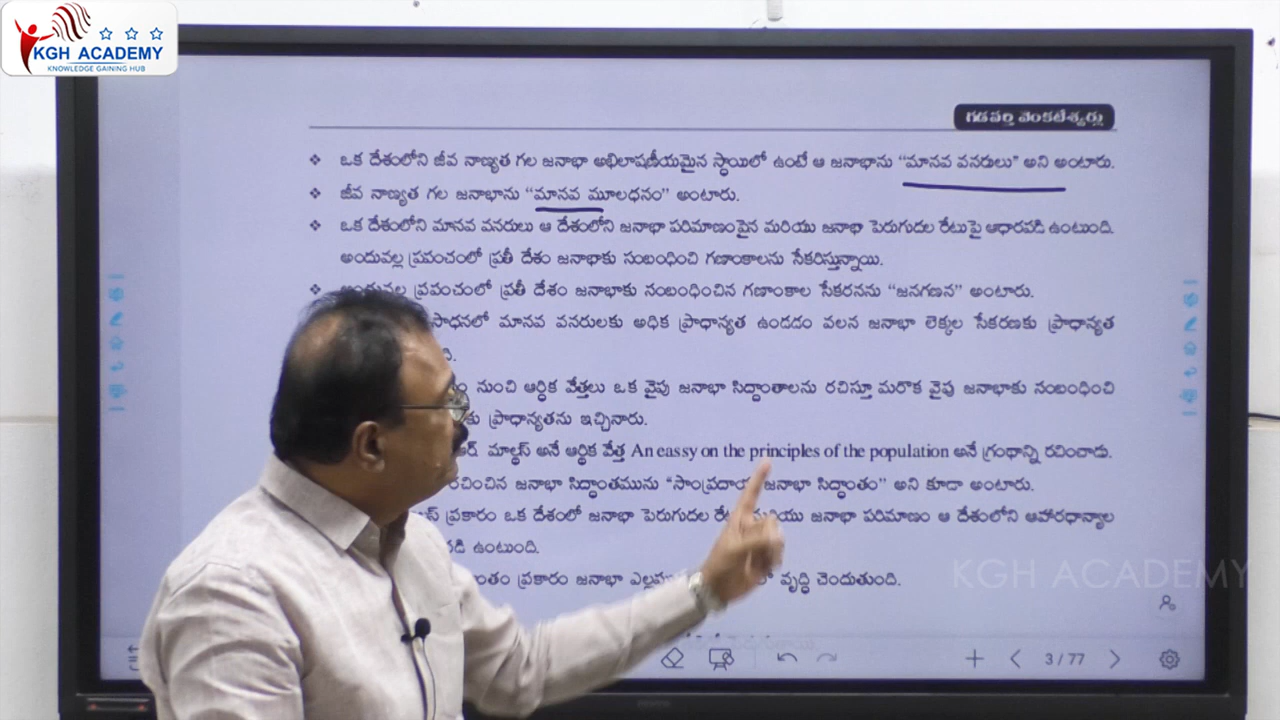 KGH ACADEMY
KNOWLEDGE GAINING HUB
గడపర్తి వెంకటేశ్వర్లు
❖ ఒక దేశంలోని జీవ నాణ్యత గల జనాభా అభిలాషణీయమైన స్థాయిలో ఉంటే ఆ జనాభాను “మానవ వనరులు” అని అంటారు.
❖ జీవ నాణ్యత గల జనాభాను “మానవ మూలధనం” అంటారు.
❖ ఒక దేశంలోని మానవ వనరులు ఆ దేశంలోని జనాభా పరిమాణంపైన మరియు జనాభా పెరుగుదల రేటుపై ఆధారపడి ఉంటుంది.
అందువల్ల ప్రపంచంలో ప్రతీ దేశం జనాభాకు సంబంధించి గణాంకాలను సేకరిస్తున్నాయి.
❖ అందువల్ల ప్రపంచంలో ప్రతీ దేశం జనాభాకు సంబంధించిన గణాంకాల సేకరనను “జనగణన” అంటారు.
సాధనలో మానవ వనరులకు అధిక ప్రాధాన్యత ఉండడం వలన జనాభా లెక్కల సేకరణకు ప్రాధాన్యత
నుంచి ఆర్థిక వేత్తలు ఒక వైపు జనాభా సిద్ధాంతాలను రచిస్తూ మరొక వైపు జనాభాకు సంబంధించి
ప్రాధాన్యతను ఇచ్చినారు.
ఆర్. మాల్థస్ అనే ఆర్థిక వేత్త An eassy on the principles of the population అనే గ్రంథాన్ని రచించాడు.
రచించిన జనాభా సిద్ధాంతమును “సాంప్రదాయ జనాభా సిద్ధాంతం” అని కూడా అంటారు.
ప్రకారం ఒక దేశంలో జనాభా పెరుగుదల మరియు జనాభా పరిమాణం ఆ దేశంలోని ఆహారధాన్యాల
ఉంటుంది.
ప్రకారం జనాభా వృద్ధి చెందుతుంది.
KGH ACADEMY
3 / 77